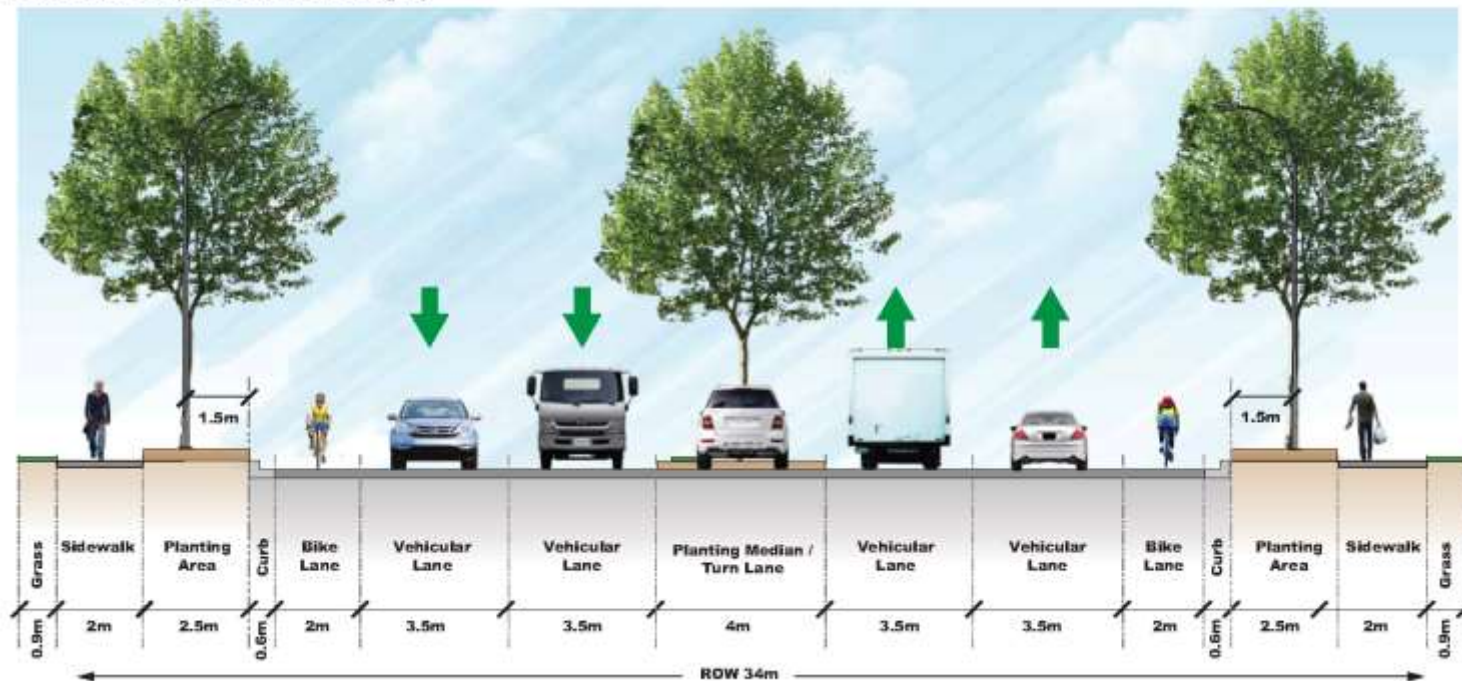 1.5m
1.5m
Grass
Sidewalk
Planting
Area
Curb
Bike
Lane
Vehicular
Lane
Vehicular
Lane
Planting Median /
Turn Lane
Vehicular
Lane
Vehicular
Lane
Bike
Lane
Curb
Planting
Area
Sidewalk
Grass
0.9m
2m
2.5m
0.6m
2m
3.5m
3.5m
4m
3.5m
3.5m
2m
0.6m
2.5m
2m
0.9m
ROW 34m